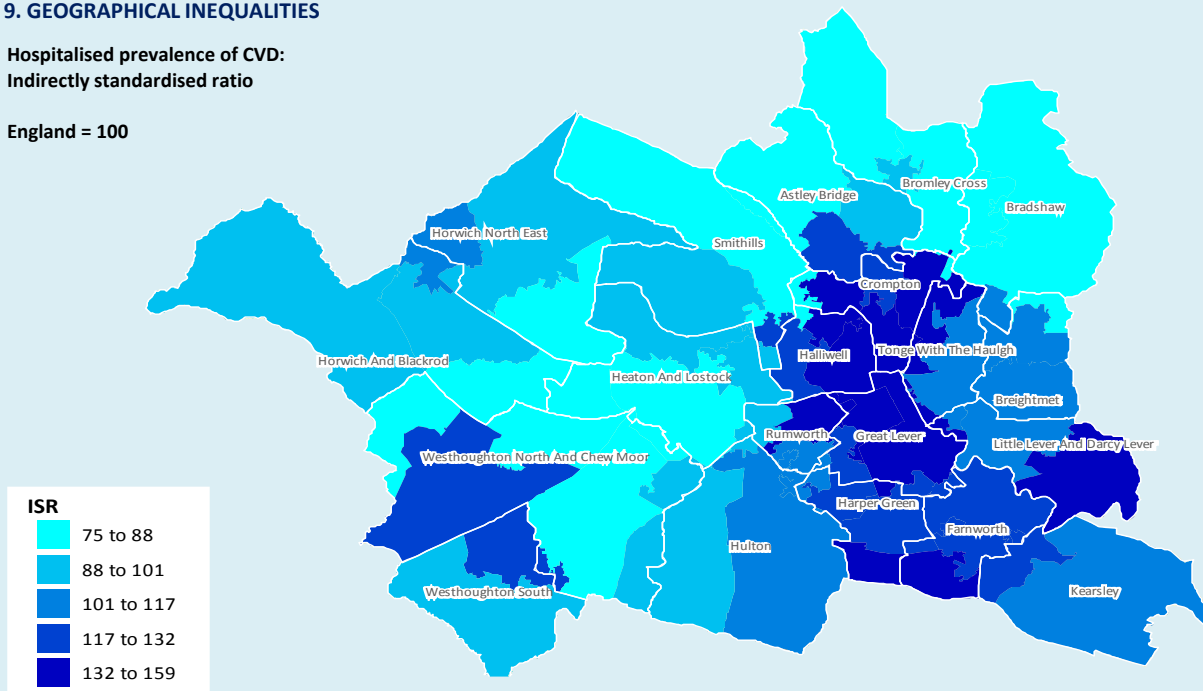 9. GEOGRAPHICAL INEQUALITIES
Hospitalised prevalence of CVD:
Indirectly standardised ratio
England = 100
Bromley Cross
Astley Bridge
Bradshaw
Horwich North East
Smithills
Crompton
Halliwell
Tonge With The Haulgh
Horwich And Blackrod
Heaton And Lostock
Breightmet
Rumworth
Great Lever
Little Lever And Darcy Lever
Westhoughton North And Chew Moor
Harper Green
Farnworth
Hulton
Westhoughton South
Kearsley
ISR
75 to 88
88 to 101
101 to 117
117 to 132
132 to 159